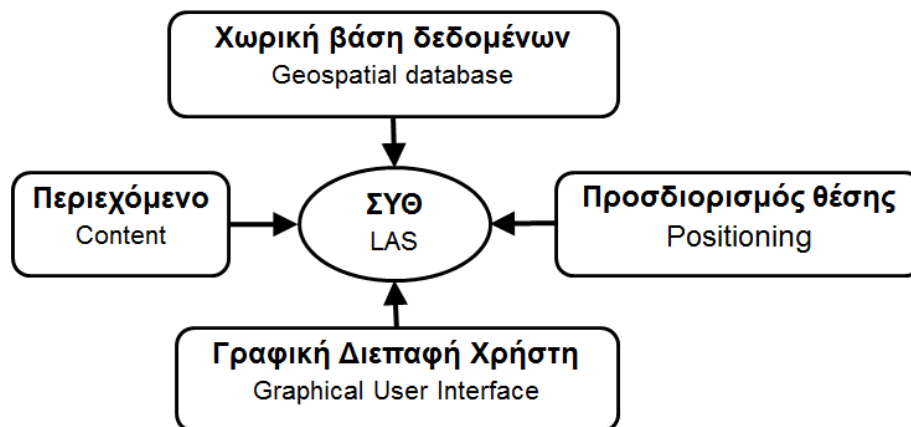 Χωρική βάση δεδομένων
Geospatial database
Περιεχόμενο
Content
ΣΥΘ
LAS
Προσδιορισμός θέσης
Positioning
Γραφική Διεπαφή Χρήστη
Graphical User Interface